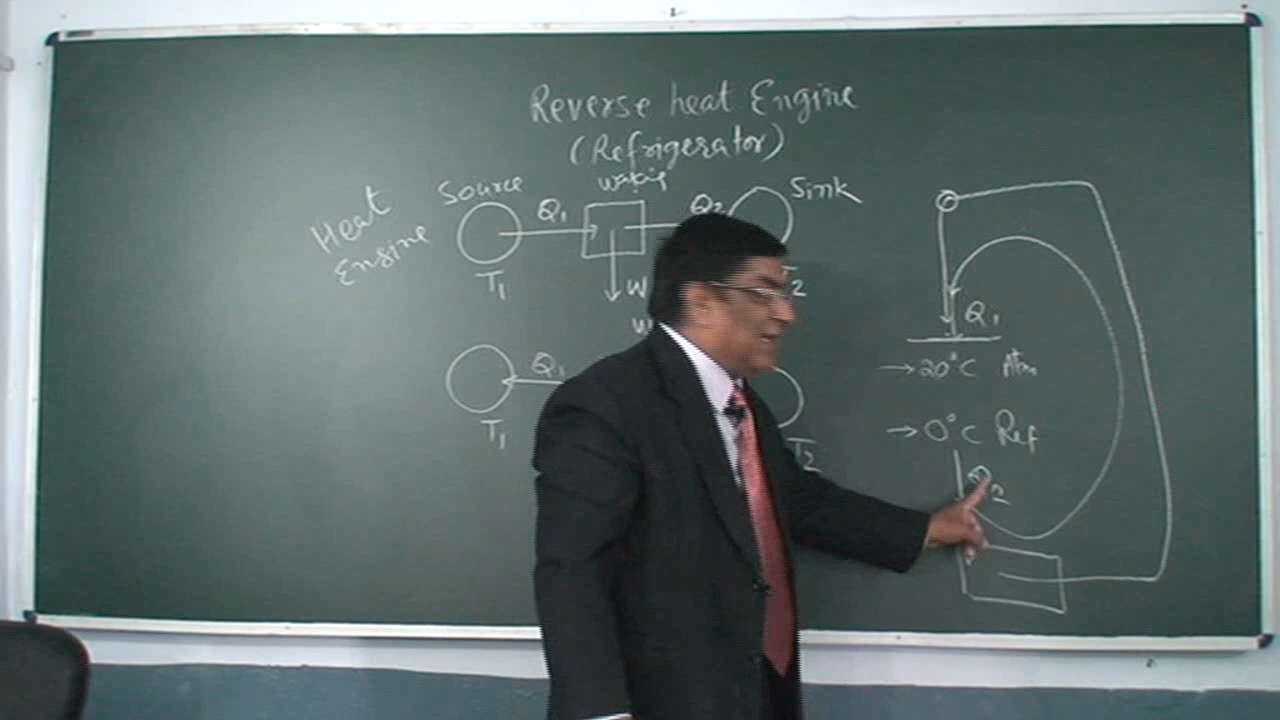 Reverse heat Engine
(Refrigerator)
Heat
Engine
Source
Q1
Q2
Sink
T1
W
2
Q1
T1
T2
Q1
→ 20°C Atm
→ 0°C Ref
Q2